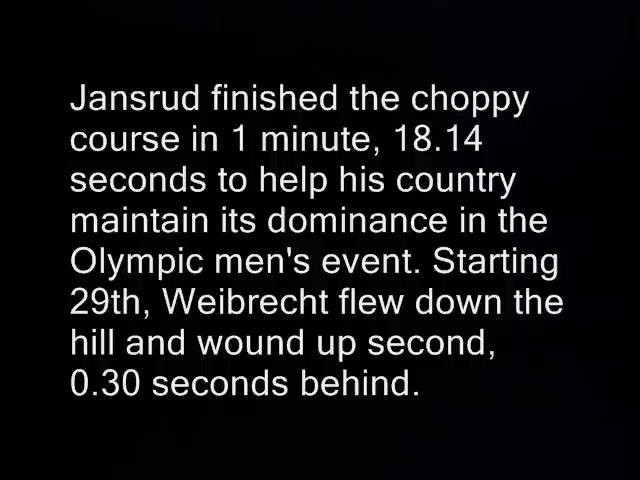 Jansrud finished the choppy
course in 1 minute, 18.14
seconds to help his country
maintain its dominance in the
Olympic men's event. Starting
29th, Weibrecht flew down the
hill and wound up second,
0.30 seconds behind.